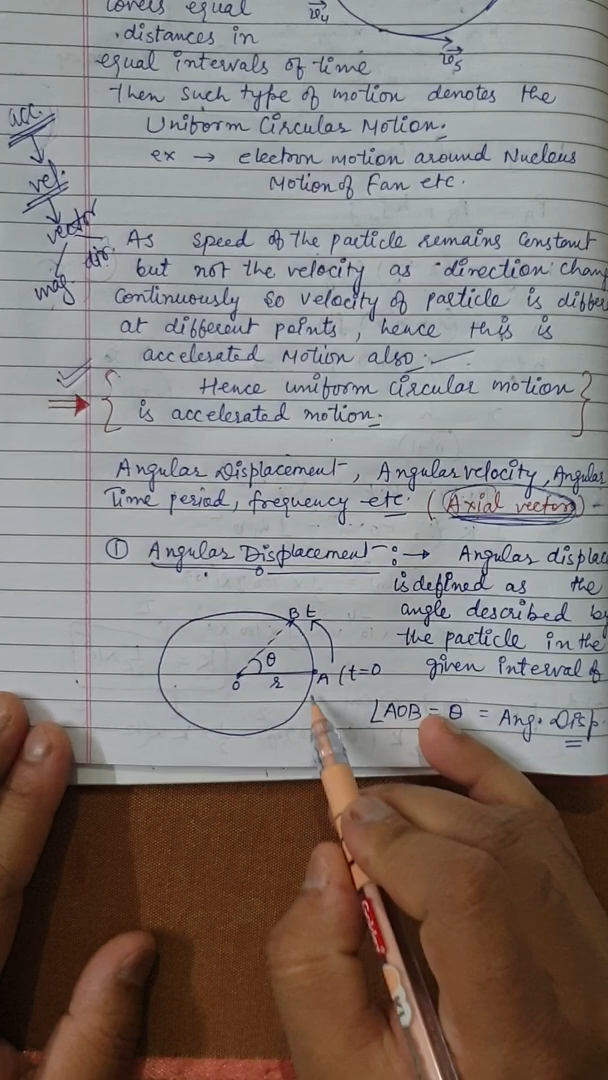 covers equal
distances in
v₄
v₅
equal intervals of time
Then such type of motion denotes the
Uniform Circular Motion.
ex → electron motion around Nucleus
Motion of Fan etc.
acc.
vel.
vector
mag
dir.
As speed of the particle remains Constant
but not the velocity as direction chan
Continuously So velocity of particle is diffe
at different points, hence this is
accelerated Motion also.
{ Hence uniform Circular motion }
is accelerated motion.
Angular Displacement, Angular velocity, Angular
Time period, frequency etc. (Axial vectors)
① Angular Displacement :→ Angular displac
is defined as the
angle described by
the particle in the
given interval of
B t
θ
O r A (t=0
∠AOB = θ = Ang. Disp.